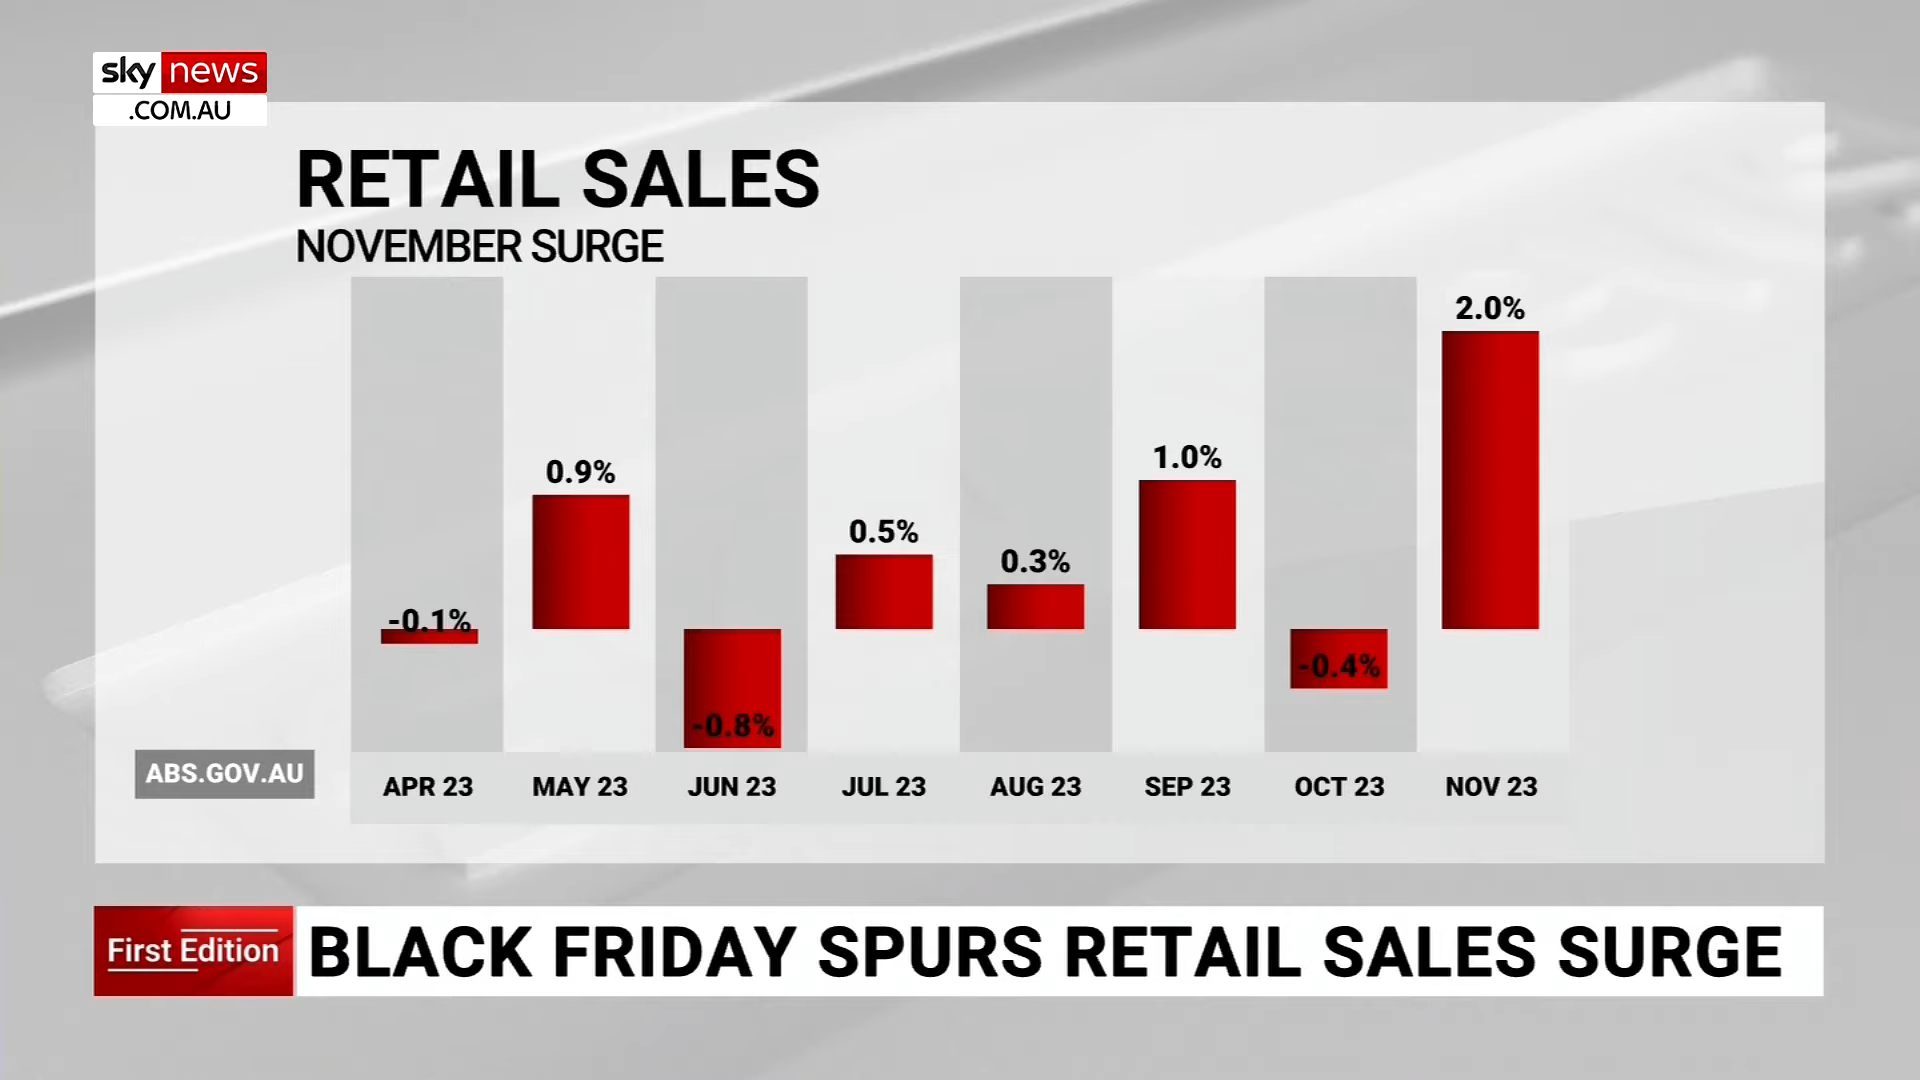 sky news
.COM.AU
RETAIL SALES
NOVEMBER SURGE
2.0%
0.9%
1.0%
0.5%
0.3%
-0.1%
-0.4%
-0.8%
ABS.GOV.AU
APR 23 MAY 23 JUN 23 JUL 23 AUG 23 SEP 23 OCT 23 NOV 23
First Edition
BLACK FRIDAY SPURS RETAIL SALES SURGE